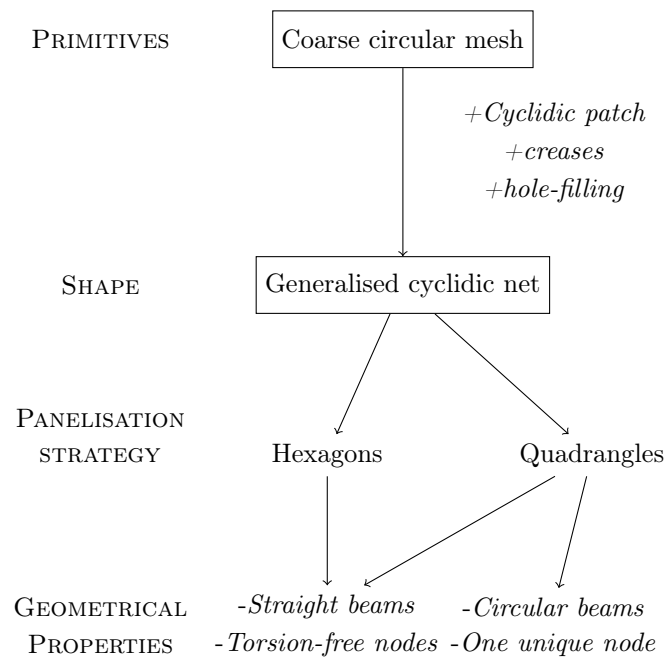 PRIMITIVES
Coarse circular mesh
+Cyclidic patch
+creases
+hole-filling
SHAPE
Generalised cyclidic net
PANELISATION
STRATEGY
Hexagons
Quadrangles
GEOMETRICAL
PROPERTIES
-Straight beams
-Torsion-free nodes
-Circular beams
-One unique node